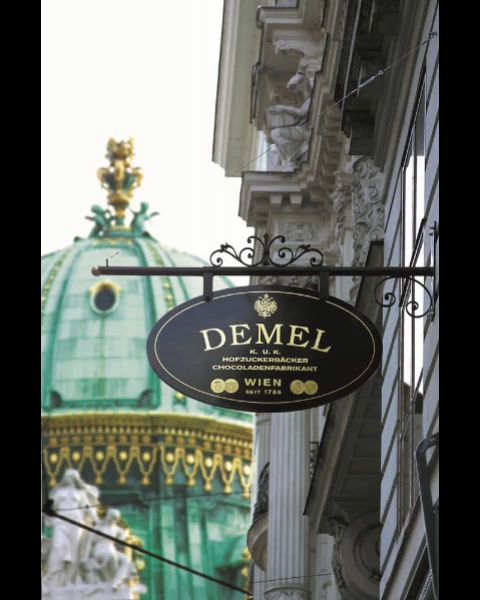 DEMEL
K. U. K.
HOFZUCKERBÄCKER
CHOCOLADENFABRIKANT
WIEN
SEIT 1786